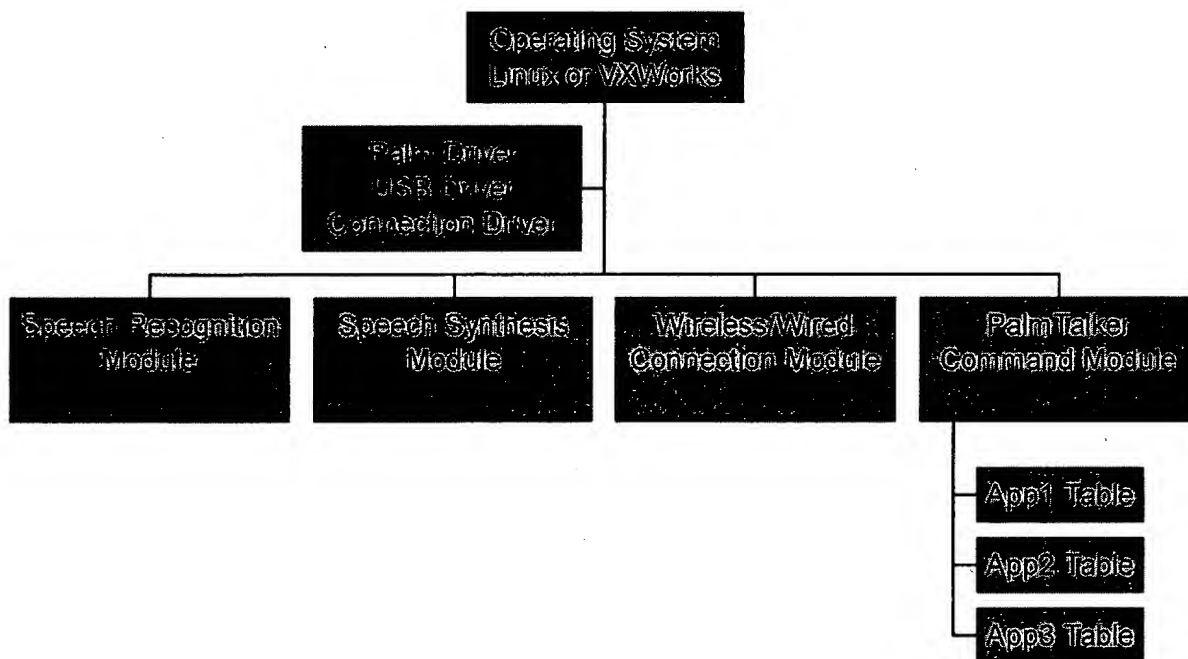 Operating System
Linux or VXWorks
Palm Driver
USB Driver
Connection Driver
Speech Recognition
Module
Speech Synthesis
Module
Wireless/Wired
Connection Module
PalmTalker
Command Module
App1 Table
App2 Table
App3 Table